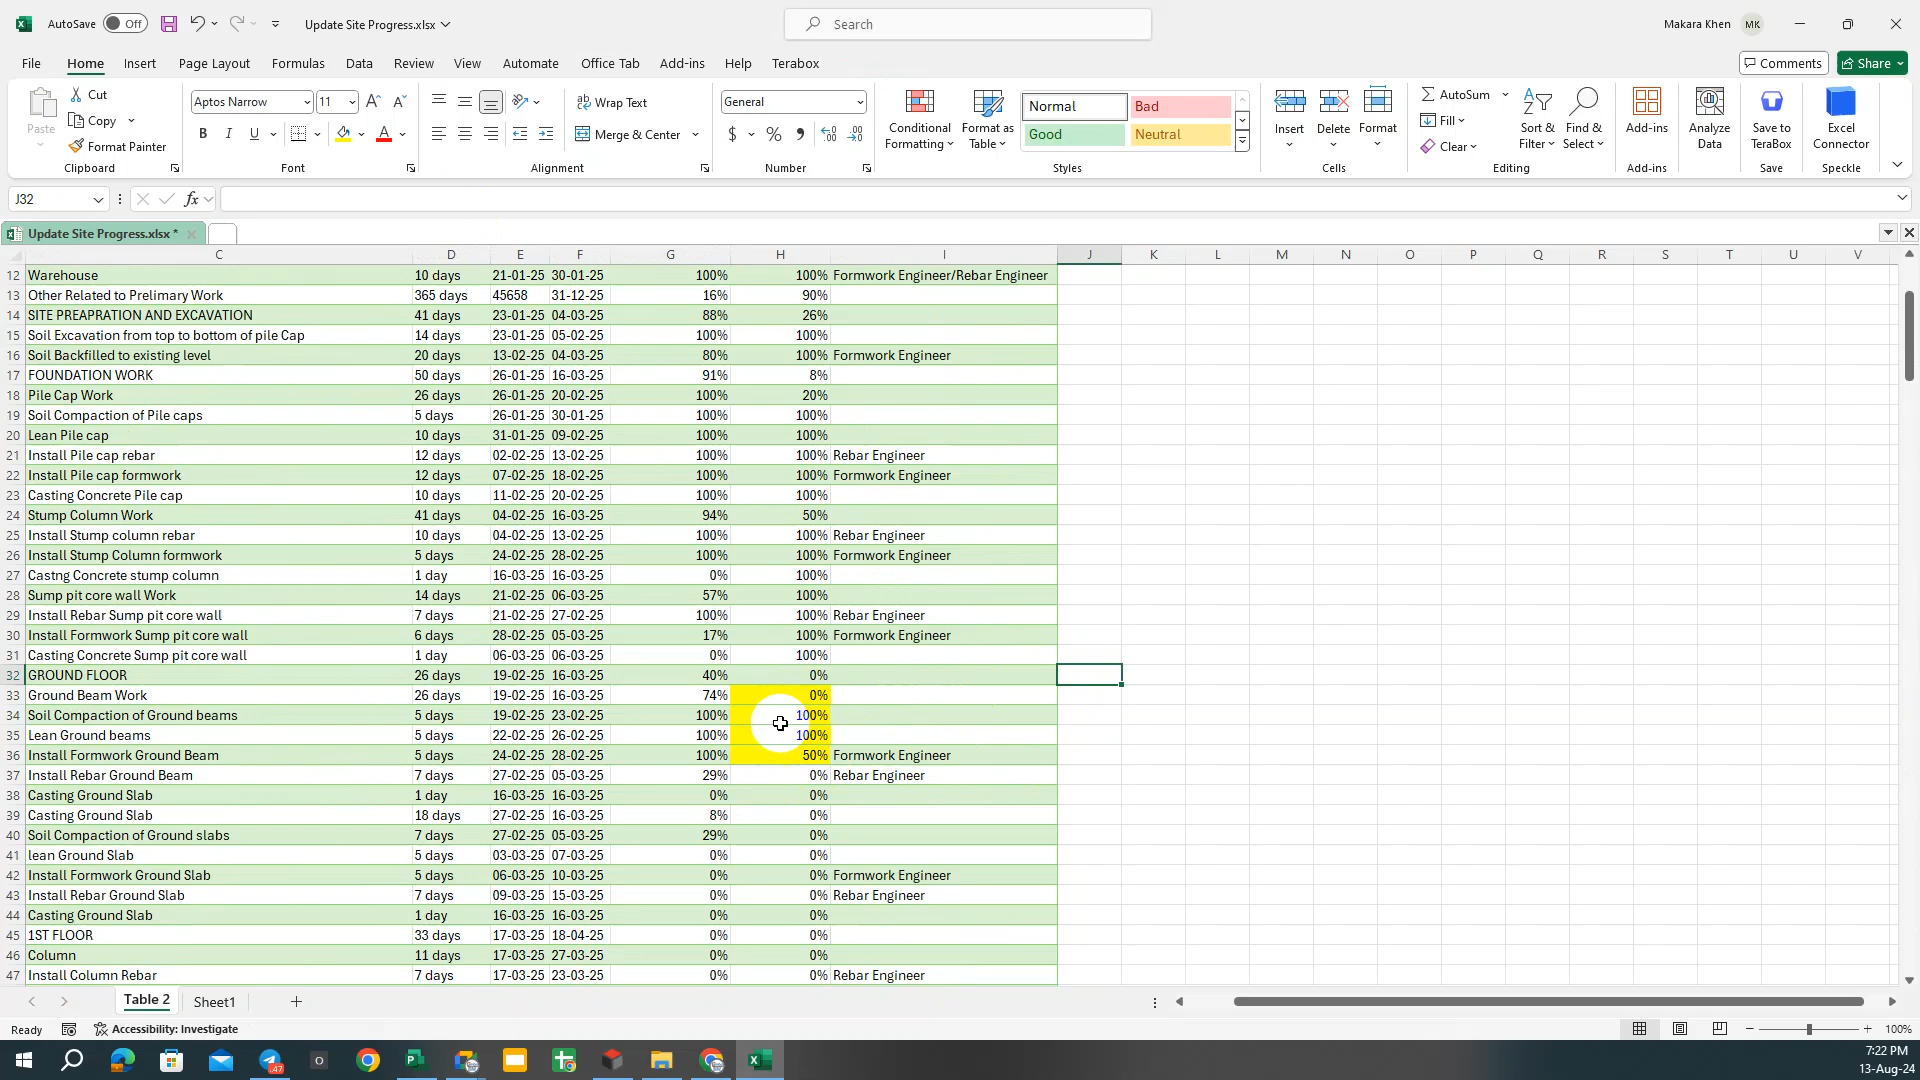 AutoSave Off Update Site Progress.xlsx Search Makara Khen MK
File Home Insert Page Layout Formulas Data Review View Automate Office Tab Add-ins Help Terabox Comments Share
Paste Cut Copy Format Painter Clipboard
Aptos Narrow 11 B I U A Font
Wrap Text Merge & Center Alignment
General $ % Number
Conditional Formatting Format as Table Normal Bad Good Neutral Styles
Insert Delete Format Cells
AutoSum Fill Clear Sort & Filter Find & Select Editing
Add-ins Add-ins
Analyze Data
Save to TeraBox Save
Excel Connector Speckle
J32 fx
Update Site Progress.xlsx *
C D E F G H I J K L M N O P Q R S T U V
12 Warehouse 10 days 21-01-25 30-01-25 100% 100% Formwork Engineer/Rebar Engineer
13 Other Related to Prelimary Work 365 days 45658 31-12-25 16% 90%
14 SITE PREAPRATION AND EXCAVATION 41 days 23-01-25 04-03-25 88% 26%
15 Soil Excavation from top to bottom of pile Cap 14 days 23-01-25 05-02-25 100% 100%
16 Soil Backfilled to existing level 20 days 13-02-25 04-03-25 80% 100% Formwork Engineer
17 FOUNDATION WORK 50 days 26-01-25 16-03-25 91% 8%
18 Pile Cap Work 26 days 26-01-25 20-02-25 100% 20%
19 Soil Compaction of Pile caps 5 days 26-01-25 30-01-25 100% 100%
20 Lean Pile cap 10 days 31-01-25 09-02-25 100% 100%
21 Install Pile cap rebar 12 days 02-02-25 13-02-25 100% 100% Rebar Engineer
22 Install Pile cap formwork 12 days 07-02-25 18-02-25 100% 100% Formwork Engineer
23 Casting Concrete Pile cap 10 days 11-02-25 20-02-25 100% 100%
24 Stump Column Work 41 days 04-02-25 16-03-25 94% 50%
25 Install Stump column rebar 10 days 04-02-25 13-02-25 100% 100% Rebar Engineer
26 Install Stump Column formwork 5 days 24-02-25 28-02-25 100% 100% Formwork Engineer
27 Castng Concrete stump column 1 day 16-03-25 16-03-25 0% 100%
28 Sump pit core wall Work 14 days 21-02-25 06-03-25 57% 100%
29 Install Rebar Sump pit core wall 7 days 21-02-25 27-02-25 100% 100% Rebar Engineer
30 Install Formwork Sump pit core wall 6 days 28-02-25 05-03-25 17% 100% Formwork Engineer
31 Casting Concrete Sump pit core wall 1 day 06-03-25 06-03-25 0% 100%
32 GROUND FLOOR 26 days 19-02-25 16-03-25 40% 0%
33 Ground Beam Work 26 days 19-02-25 16-03-25 74% 0%
34 Soil Compaction of Ground beams 5 days 19-02-25 23-02-25 100% 100%
35 Lean Ground beams 5 days 22-02-25 26-02-25 100% 100%
36 Install Formwork Ground Beam 5 days 24-02-25 28-02-25 100% 50% Formwork Engineer
37 Install Rebar Ground Beam 7 days 27-02-25 05-03-25 29% 0% Rebar Engineer
38 Casting Ground Slab 1 day 16-03-25 16-03-25 0% 0%
39 Casting Ground Slab 18 days 27-02-25 16-03-25 8% 0%
40 Soil Compaction of Ground slabs 7 days 27-02-25 05-03-25 29% 0%
41 lean Ground Slab 5 days 03-03-25 07-03-25 0% 0%
42 Install Formwork Ground Slab 5 days 06-03-25 10-03-25 0% 0% Formwork Engineer
43 Install Rebar Ground Slab 7 days 09-03-25 15-03-25 0% 0% Rebar Engineer
44 Casting Ground Slab 1 day 16-03-25 16-03-25 0% 0%
45 1ST FLOOR 33 days 17-03-25 18-04-25 0% 0%
46 Column 11 days 17-03-25 27-03-25 0% 0%
47 Install Column Rebar 7 days 17-03-25 23-03-25 0% 0% Rebar Engineer
Table 2 Sheet1
Ready Accessibility: Investigate 100%
7:22 PM
13-Aug-24